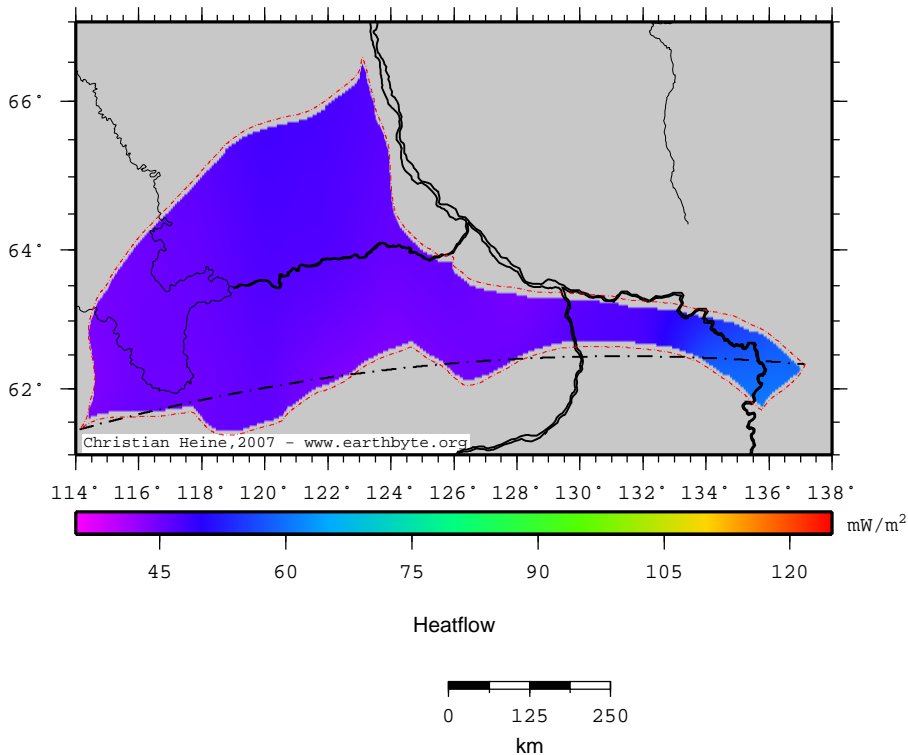 66˚
64˚
62˚
Christian Heine,2007 - www.earthbyte.org
114˚ 116˚ 118˚ 120˚ 122˚ 124˚ 126˚ 128˚ 130˚ 132˚ 134˚ 136˚ 138˚
mW/m²
45 60 75 90 105 120
Heatflow
0 125 250
km